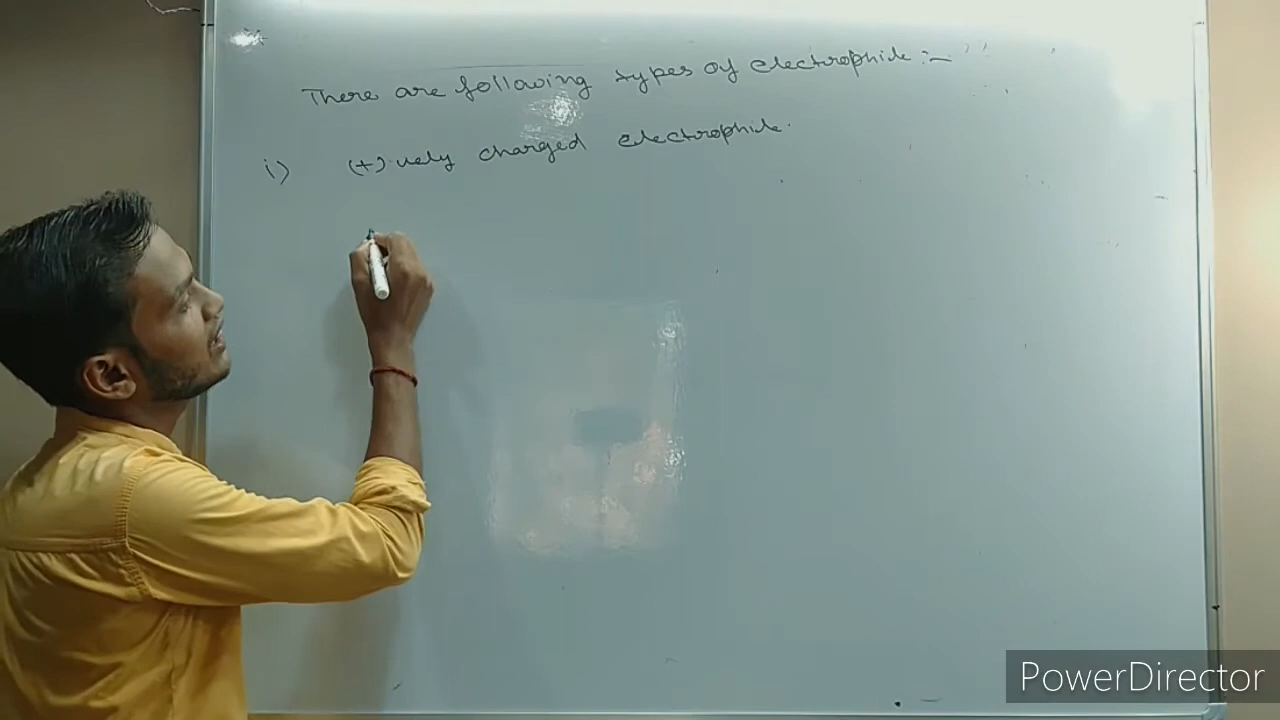 There are following types of electrophile :-
i) (+)vely charged electrophile.
PowerDirector